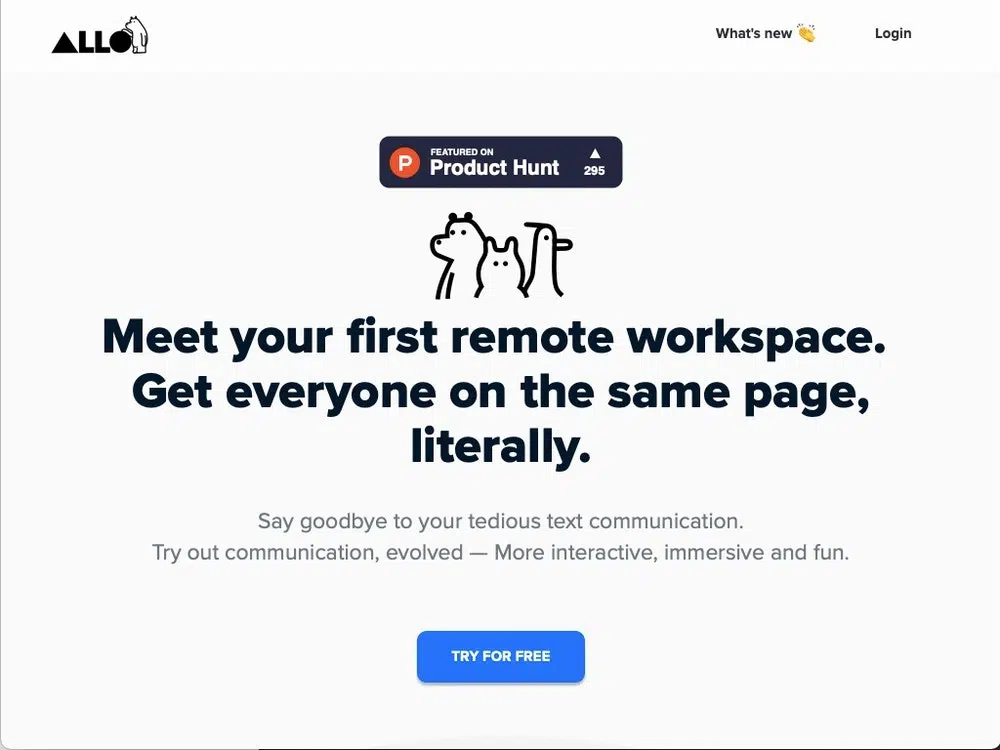 ALLO
What's new 👏
Login
FEATURED ON
Product Hunt
▲
295
Meet your first remote workspace.
Get everyone on the same page,
literally.
Say goodbye to your tedious text communication.
Try out communication, evolved — More interactive, immersive and fun.
TRY FOR FREE